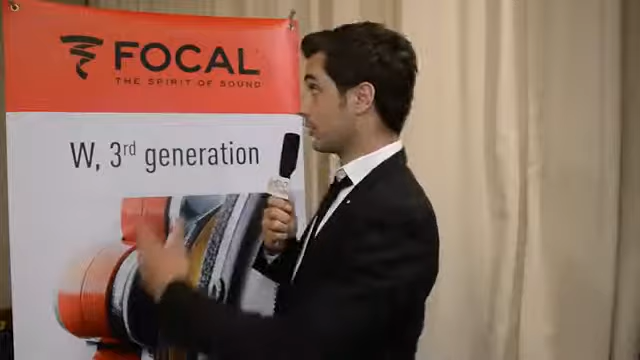 FOCAL
THE SPIRIT OF SOUND
W, 3rd generation